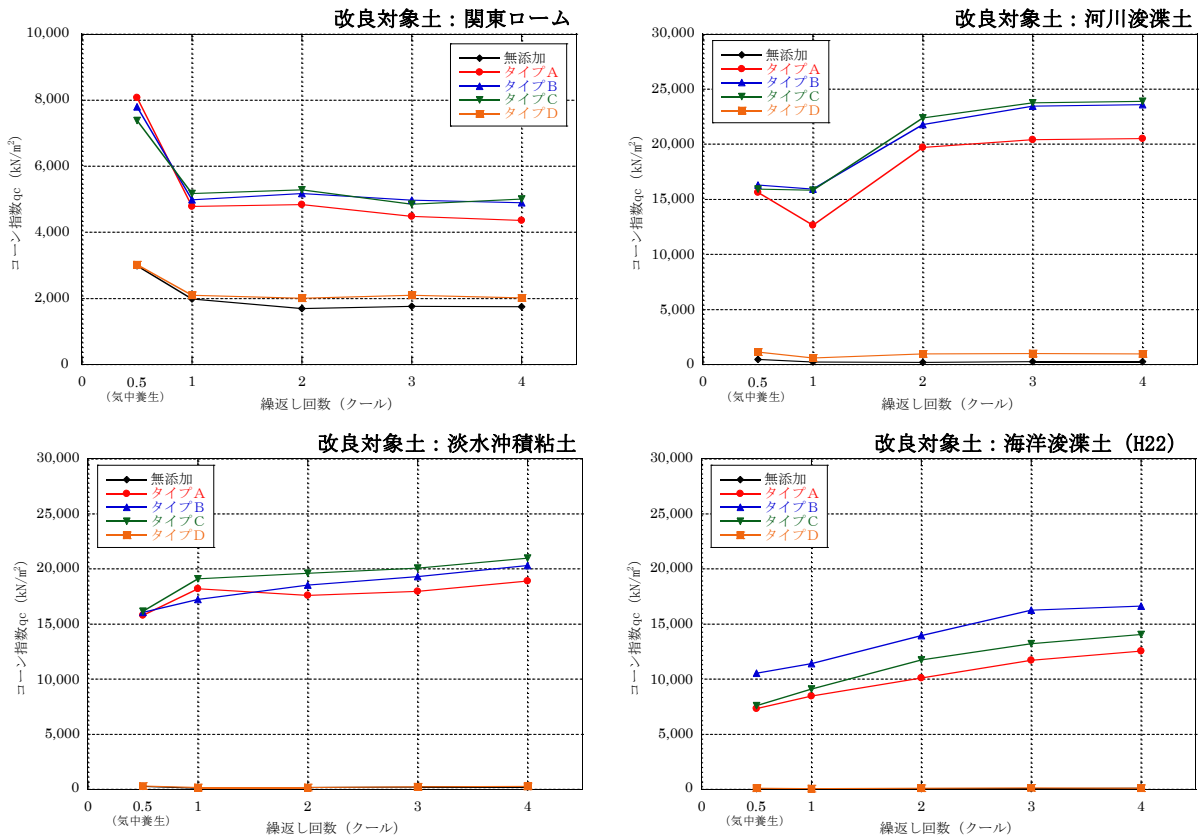 改良対象土：関東ローム
10,000
8,000
6,000
4,000
2,000
0
コーン指数qc（kN/㎡）
無添加
タイプA
タイプB
タイプC
タイプD
0
0.5
（気中養生）
1
2
3
4
繰返し回数（クール）
改良対象土：河川浚渫土
30,000
25,000
20,000
15,000
10,000
5,000
0
コーン指数qc（kN/㎡）
無添加
タイプA
タイプB
タイプC
タイプD
0
0.5
（気中養生）
1
2
3
4
繰返し回数（クール）
改良対象土：淡水沖積粘土
30,000
25,000
20,000
15,000
10,000
5,000
0
コーン指数qc（kN/㎡）
無添加
タイプA
タイプB
タイプC
タイプD
0
0.5
（気中養生）
1
2
3
4
繰返し回数（クール）
改良対象土：海洋浚渫土（H22）
30,000
25,000
20,000
15,000
10,000
5,000
0
コーン指数qc（kN/㎡）
無添加
タイプA
タイプB
タイプC
タイプD
0
0.5
（気中養生）
1
2
3
4
繰返し回数（クール）